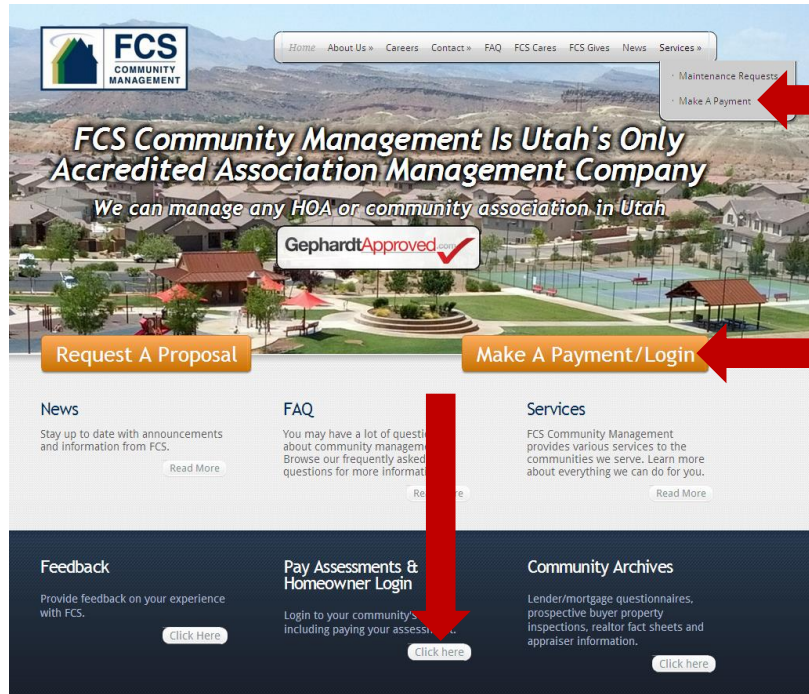 FCS
COMMUNITY
MANAGEMENT
Home About Us » Careers Contact » FAQ FCS Cares FCS Gives News Services »
Maintenance Requests
Make A Payment
FCS Community Management Is Utah's Only
Accredited Association Management Company
We can manage any HOA or community association in Utah
GephardtApproved.com
Request A Proposal
Make A Payment/Login
News
Stay up to date with announcements
and information from FCS.
Read More
FAQ
You may have a lot of
about community
Browse our frequently asked
questions for more
Services
FCS Community Management
provides various services to the
communities we serve. Learn more
about everything we can do for you.
Read More
Feedback
Provide feedback on your experience
with FCS.
Click Here
Pay Assessments &
Homeowner Login
Login to your community's
including paying your
Click here
Community Archives
Lender/mortgage questionnaires,
prospective buyer property
inspections, realtor fact sheets and
appraiser information.
Click here